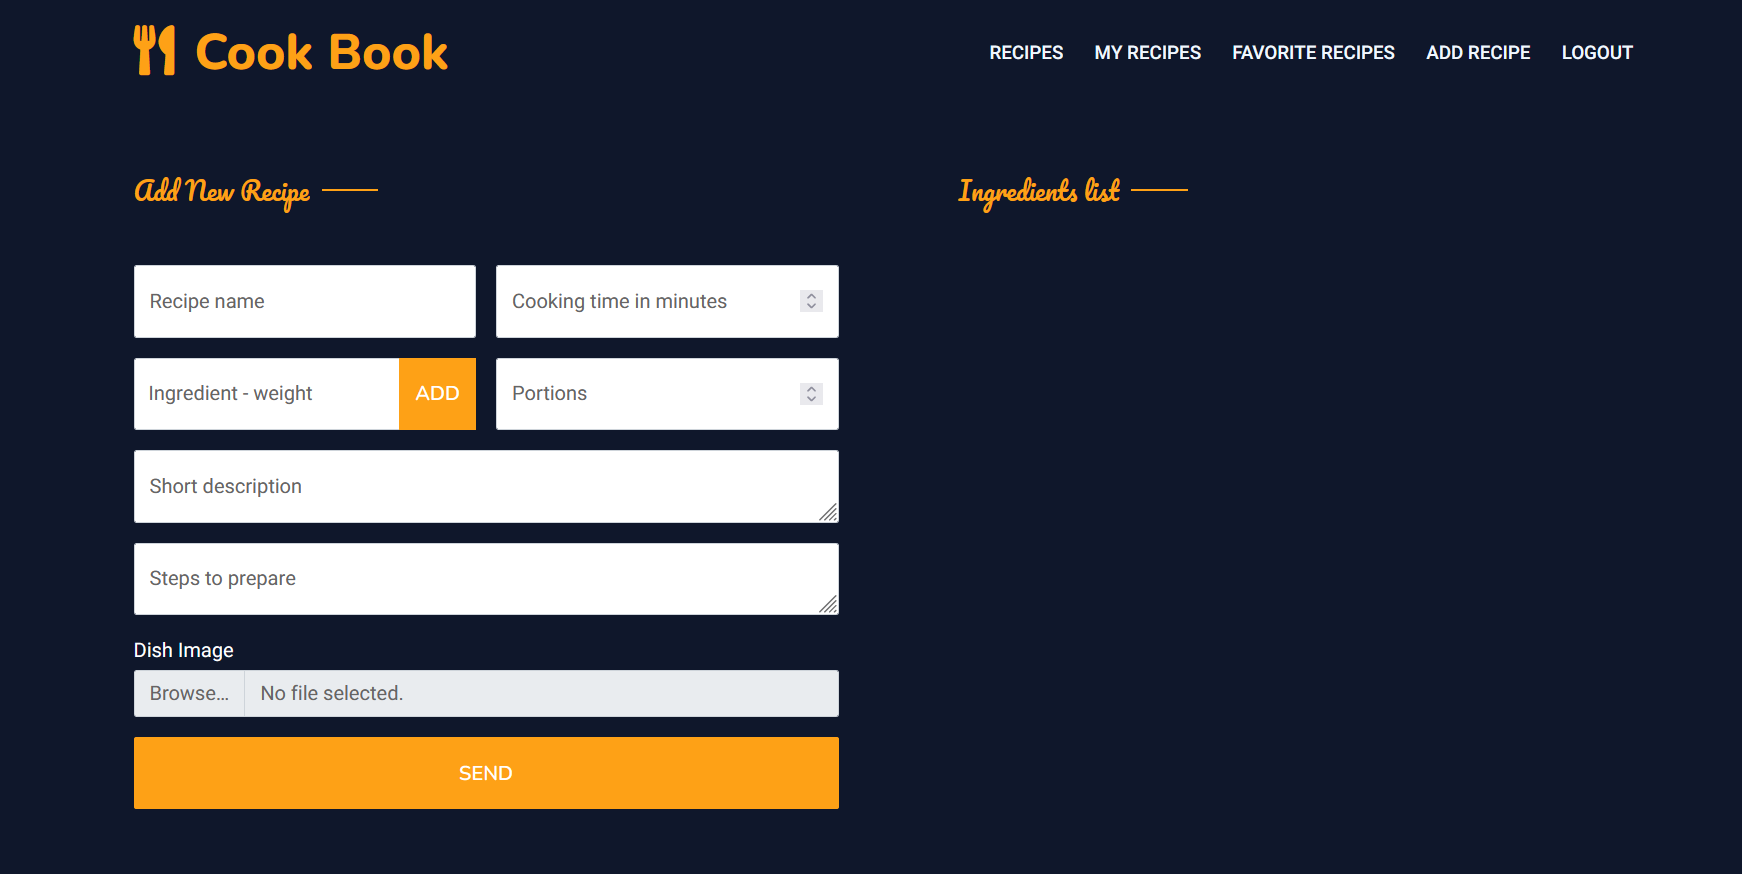 Cook Book
RECIPES MY RECIPES FAVORITE RECIPES ADD RECIPE LOGOUT
Add New Recipe
Ingredients list
Recipe name
Cooking time in minutes
Ingredient - weight ADD
Portions
Short description
Steps to prepare
Dish Image
Browse... No file selected.
SEND